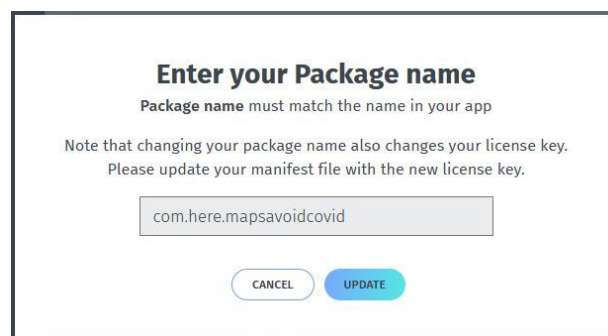 Enter your Package name
Package name must match the name in your app
Note that changing your package name also changes your license key.
Please update your manifest file with the new license key.
com.here.mapsavoidcovid
CANCEL UPDATE